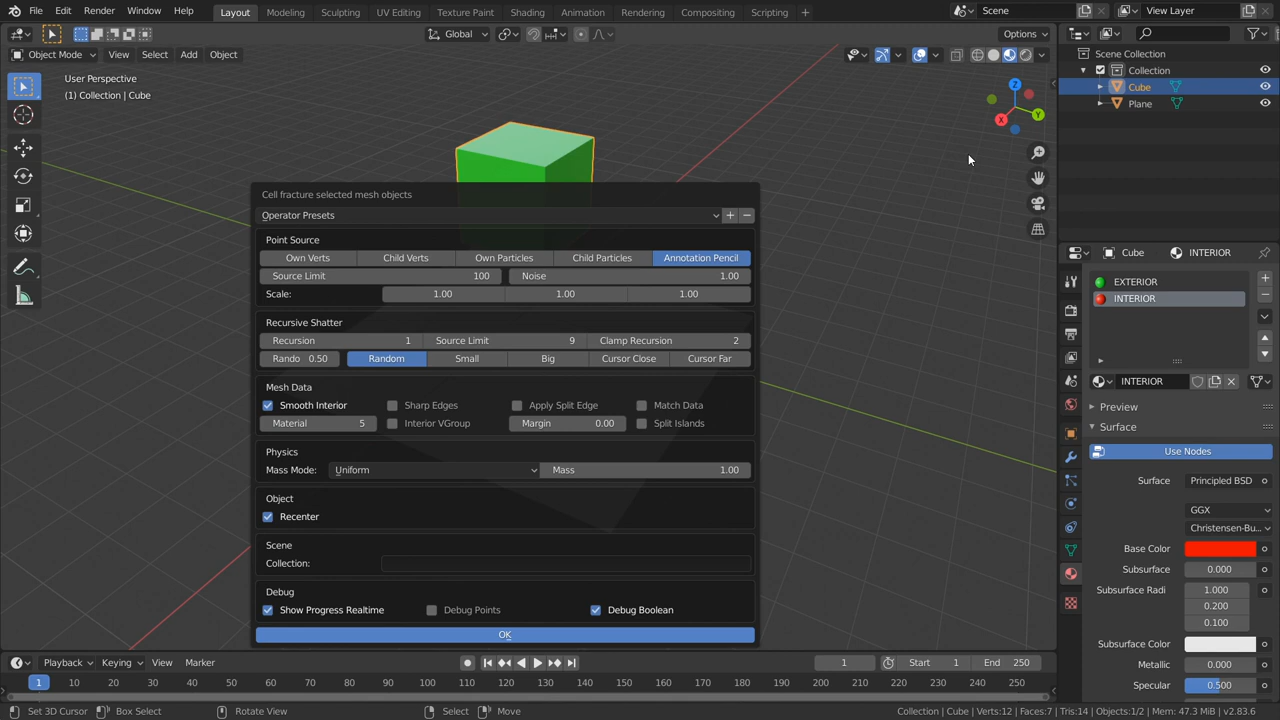 File Edit Render Window Help Layout Modeling Sculpting UV Editing Texture Paint Shading Animation Rendering Compositing Scripting + Scene View Layer
Global Options
Object Mode View Select Add Object
Scene Collection
Collection
Cube
Plane
User Perspective
(1) Collection | Cube
Z
Y
X
Cell fracture selected mesh objects
Operator Presets
Point Source
Own Verts Child Verts Own Particles Child Particles Annotation Pencil
Source Limit 100 Noise 1.00
Scale: 1.00 1.00 1.00
Recursive Shatter
Recursion 1 Source Limit 9 Clamp Recursion 2
Rando 0.50 Random Small Big Cursor Close Cursor Far
Mesh Data
Smooth Interior Sharp Edges Apply Split Edge Match Data
Material 5 Interior VGroup Margin 0.00 Split Islands
Physics
Mass Mode: Uniform Mass 1.00
Object
Recenter
Scene
Collection:
Debug
Show Progress Realtime Debug Points Debug Boolean
OK
Cube INTERIOR
EXTERIOR
INTERIOR
INTERIOR
Preview
Surface
Use Nodes
Surface Principled BSD
GGX
Christensen-Bu...
Base Color
Subsurface 0.000
Subsurface Radi 1.000
0.200
0.100
Subsurface Color
Metallic 0.000
Specular 0.500
Playback Keying View Marker 1 Start 1 End 250
1 10 20 30 40 50 60 70 80 90 100 110 120 130 140 150 160 170 180 190 200 210 220 230 240 250
Set 3D Cursor Box Select Rotate View Select Move Collection | Cube | Verts:12 | Faces:7 | Tris:14 | Objects:1/2 | Mem: 47.3 MiB | v2.83.6